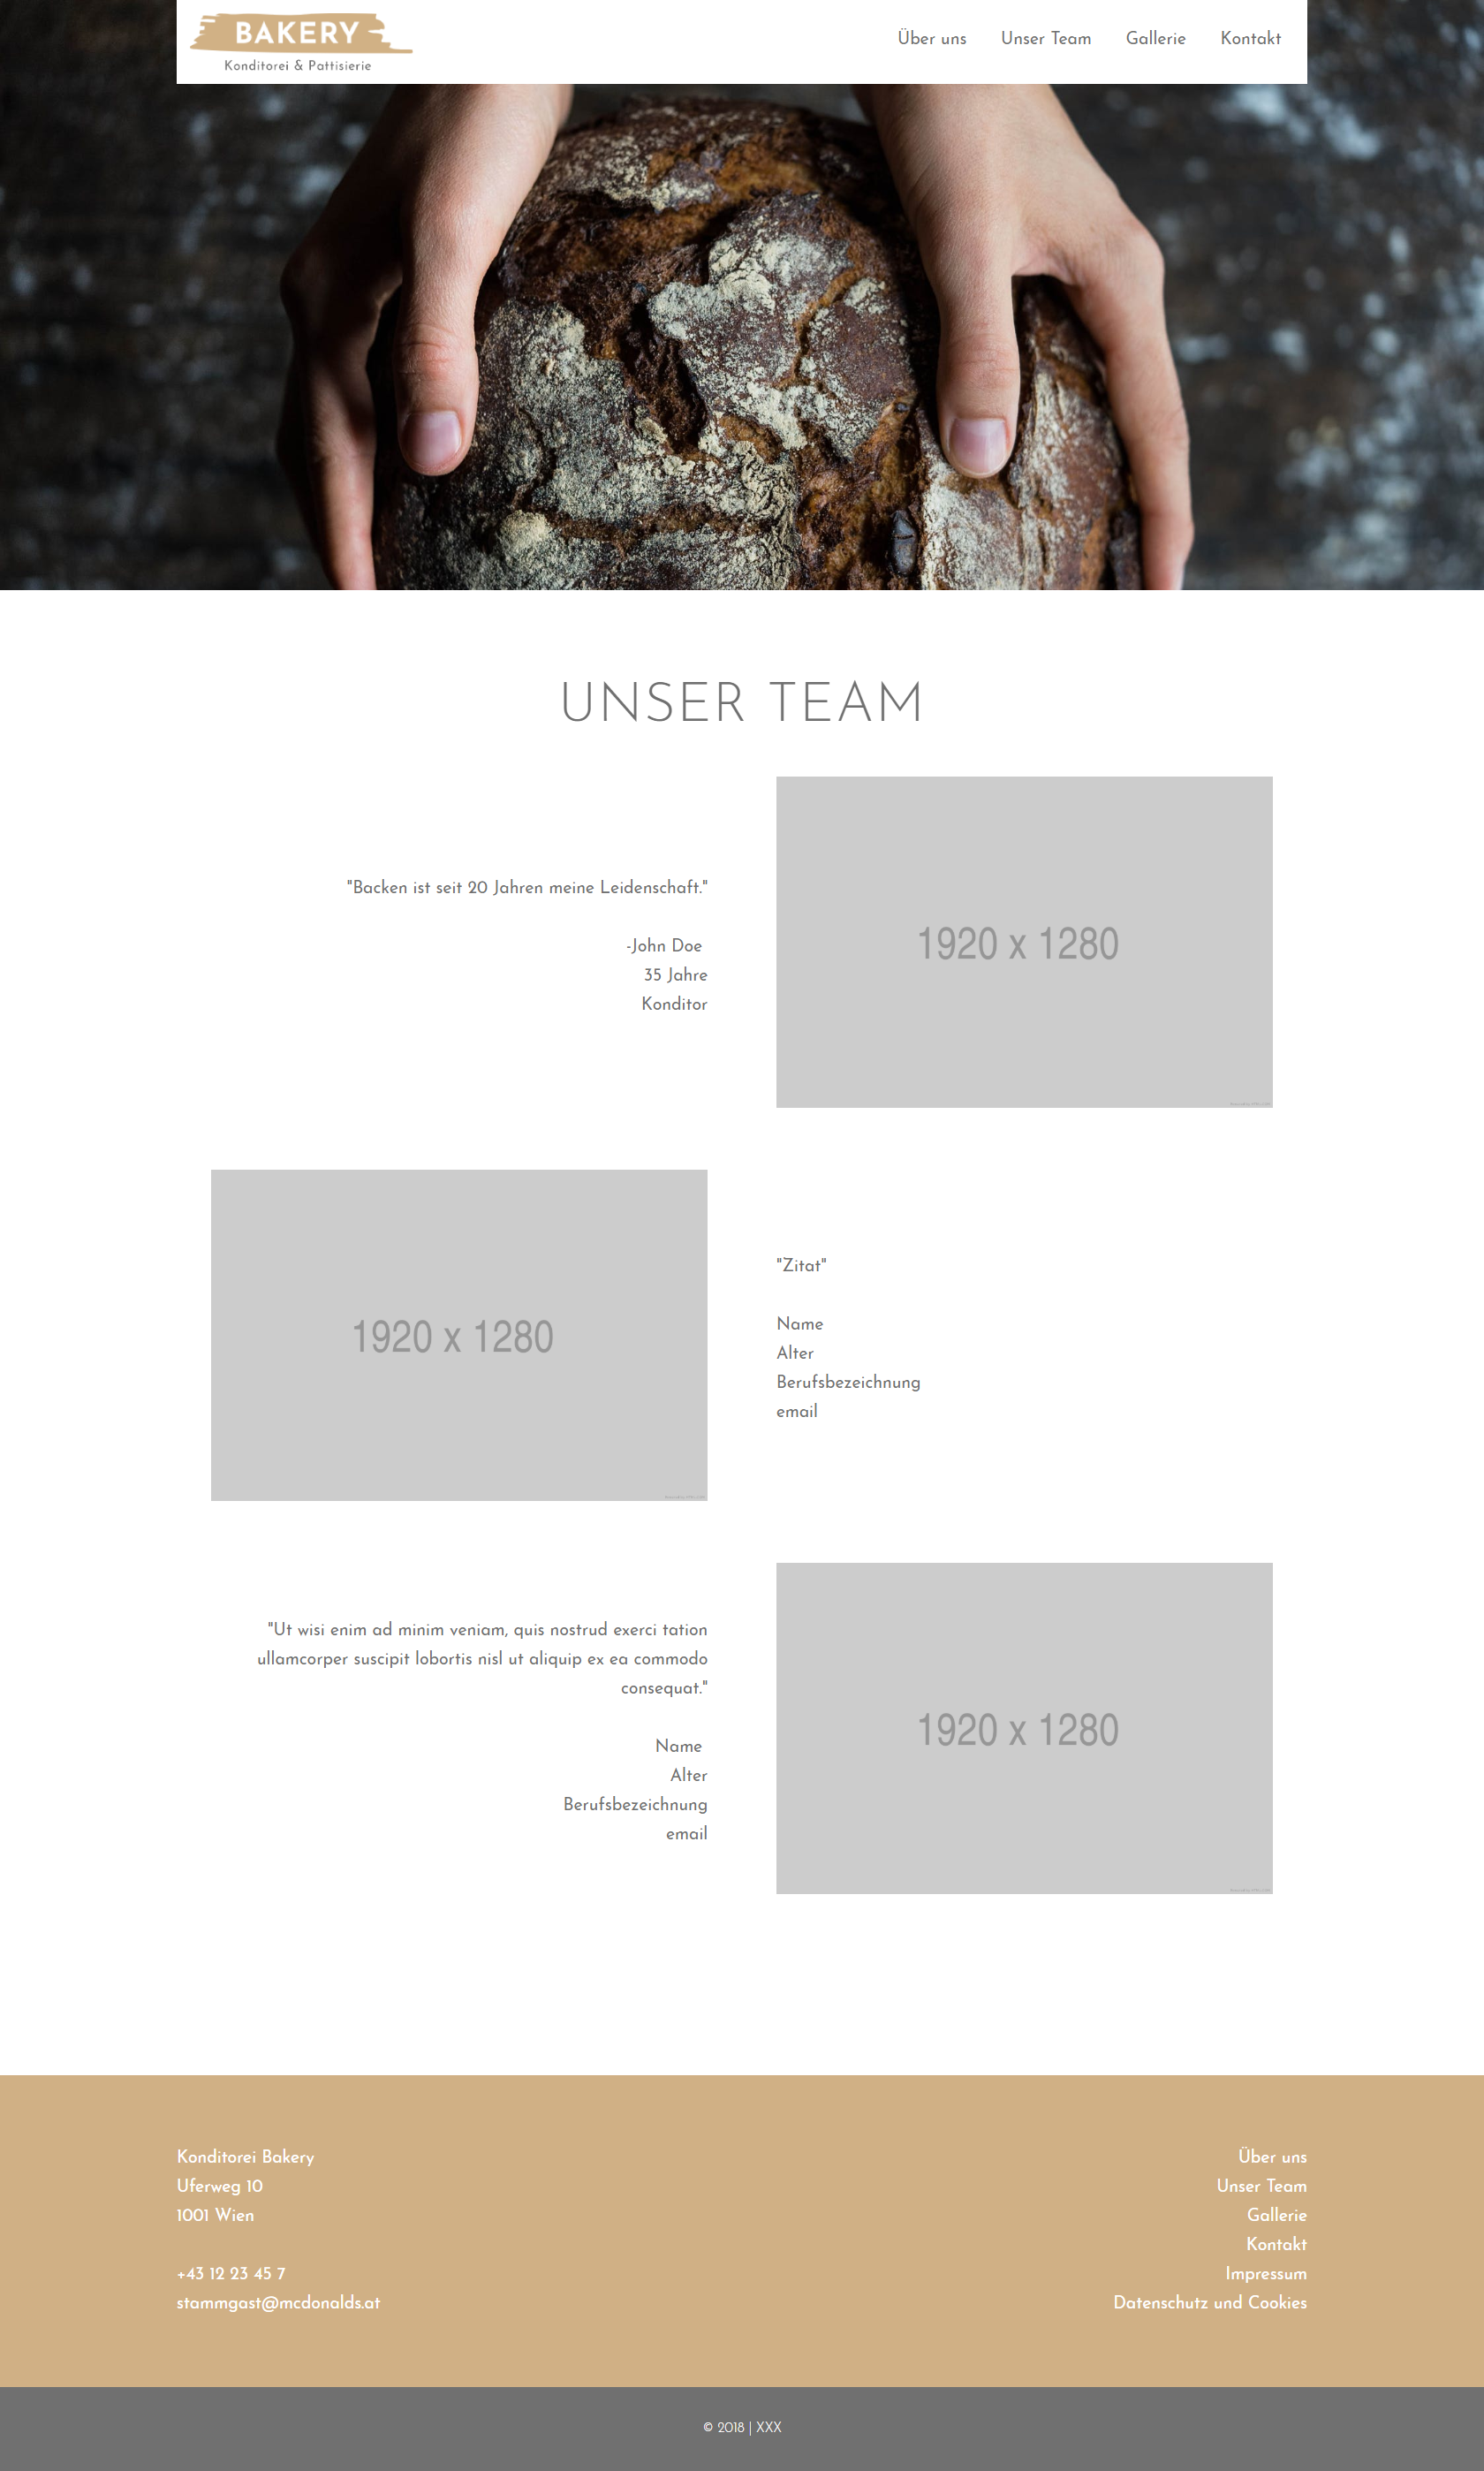 BAKERY
Konditorei & Pattisierie
Über uns Unser Team Gallerie Kontakt
UNSER TEAM
"Backen ist seit 20 Jahren meine Leidenschaft."
-John Doe
35 Jahre
Konditor
1920 x 1280
1920 x 1280
"Zitat"
Name
Alter
Berufsbezeichnung
email
"Ut wisi enim ad minim veniam, quis nostrud exerci tation
ullamcorper suscipit lobortis nisl ut aliquip ex ea commodo
consequat."
Name
Alter
Berufsbezeichnung
email
1920 x 1280
Konditorei Bakery
Uferweg 10
1001 Wien
+43 12 23 45 7
stammgast@mcdonalds.at
Über uns
Unser Team
Gallerie
Kontakt
Impressum
Datenschutz und Cookies
© 2018 | XXX